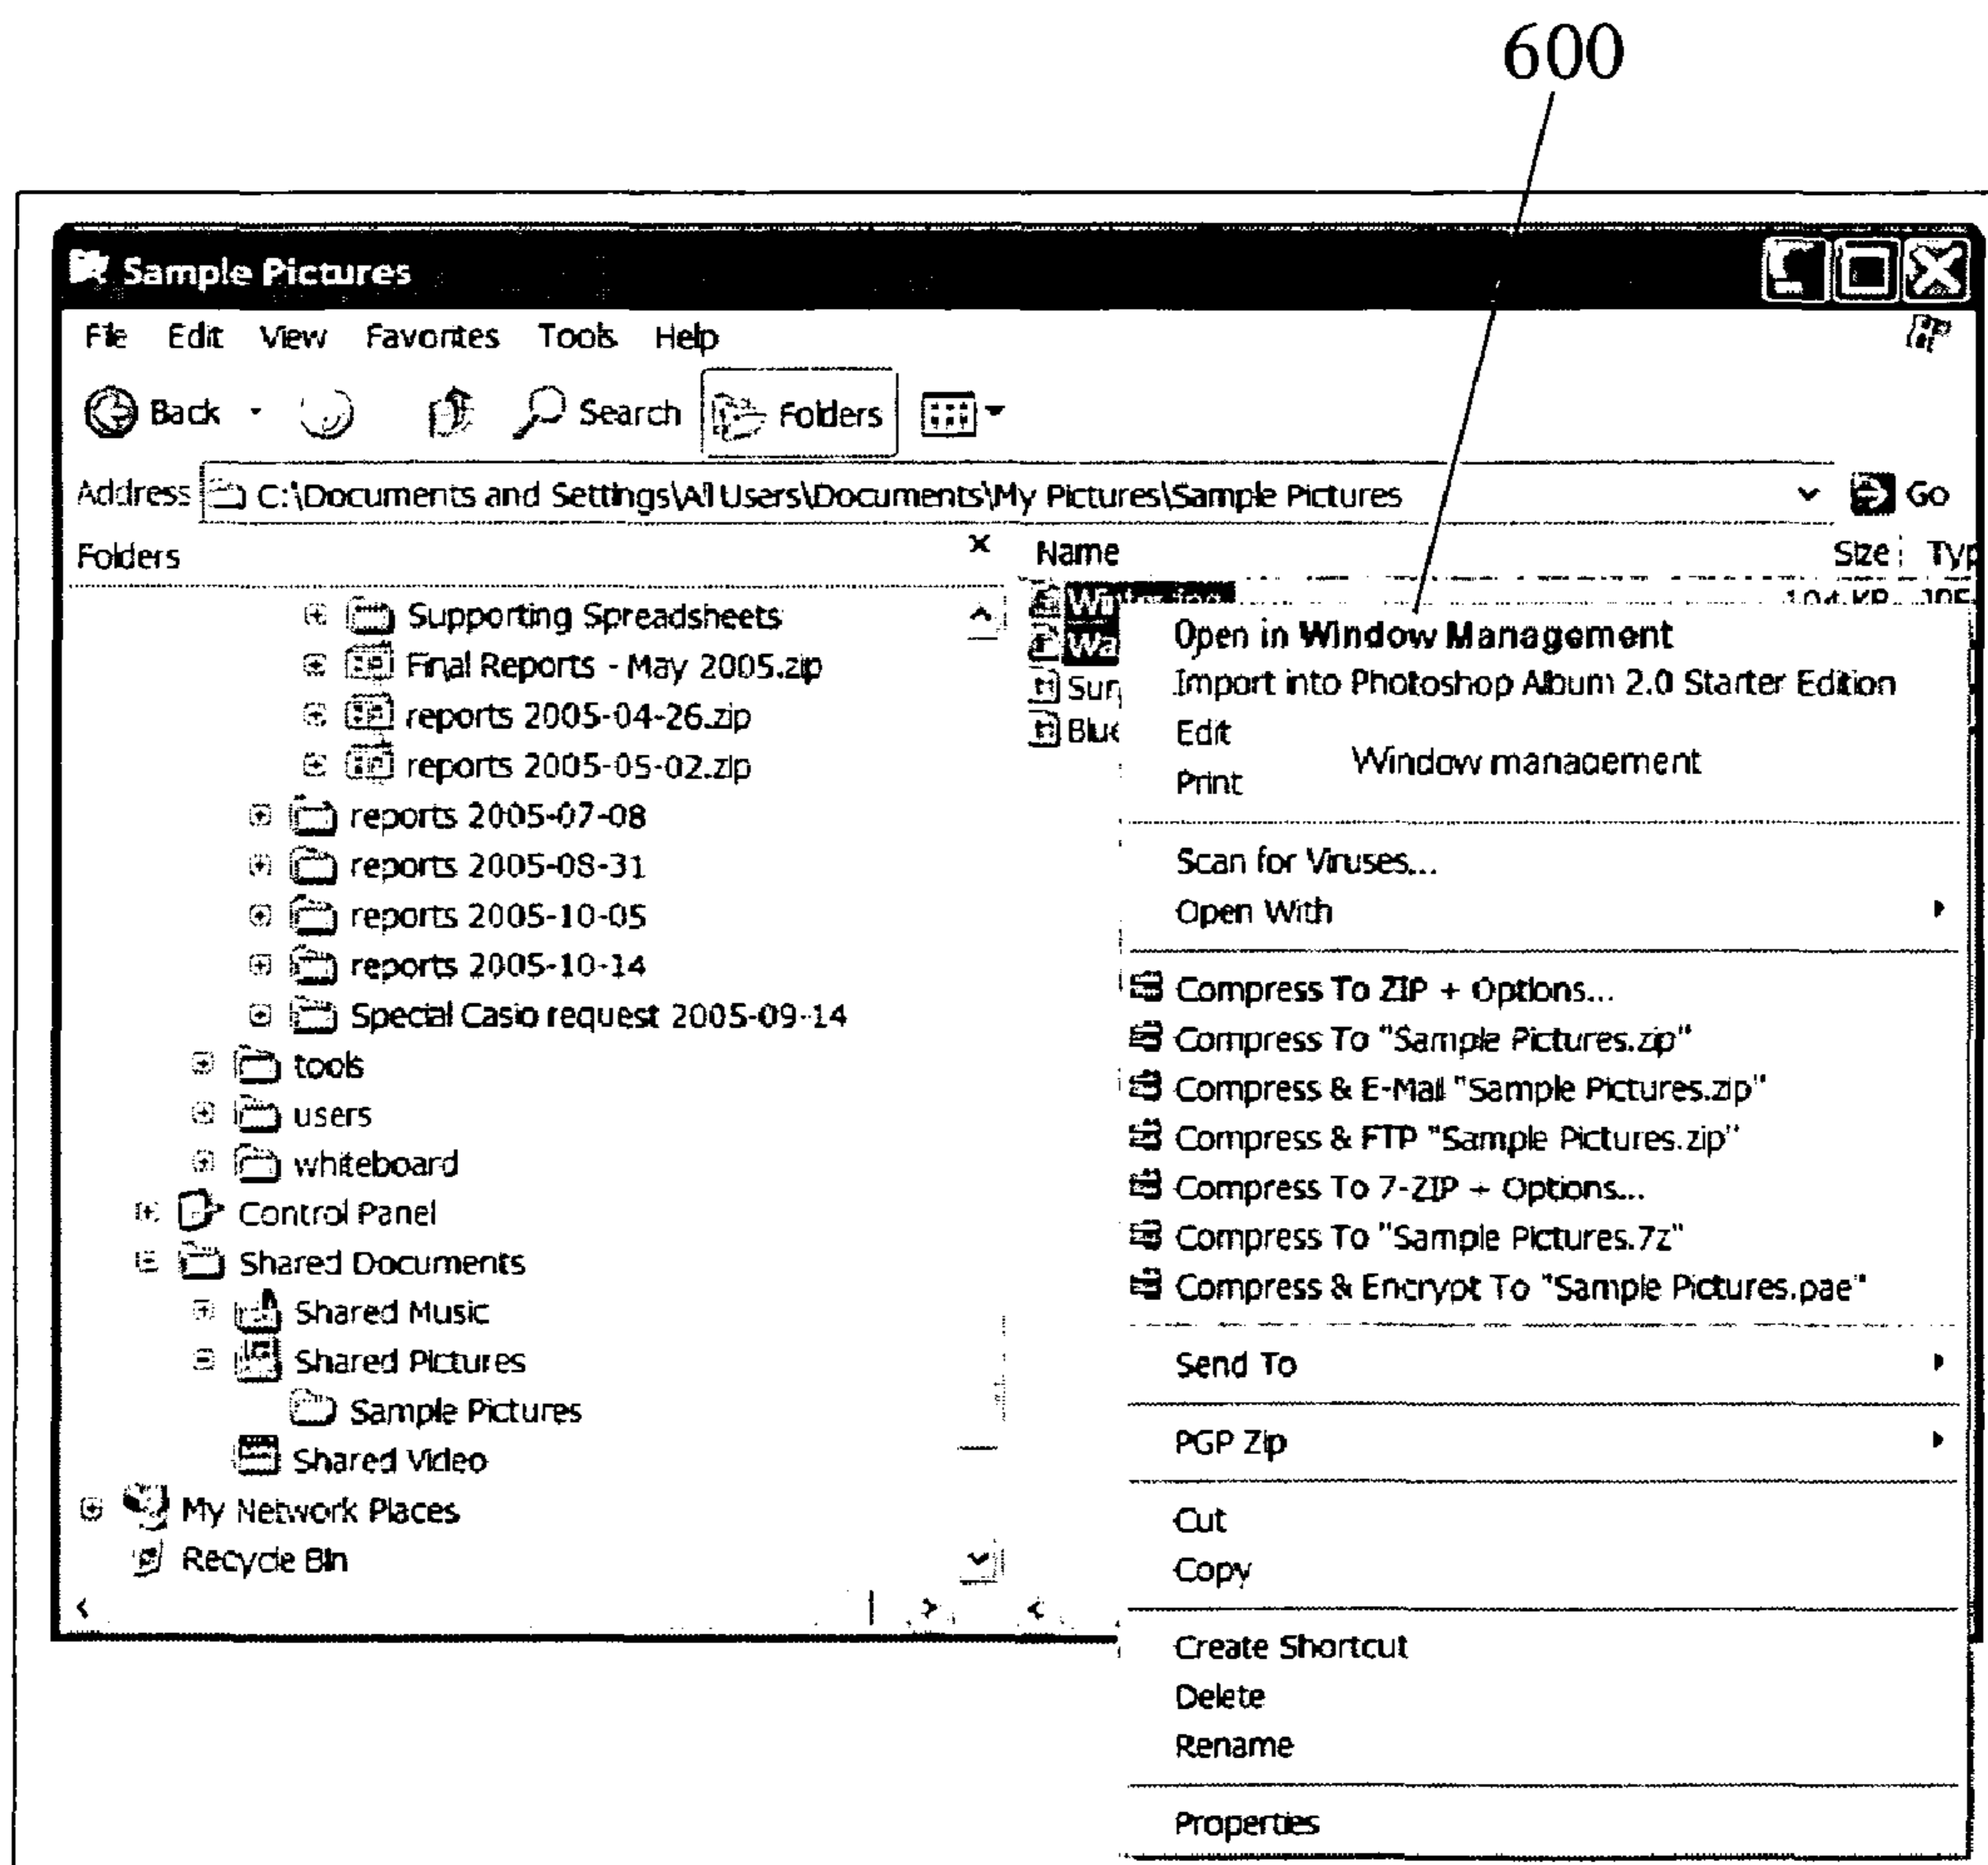 600
Sample Pictures
File Edit View Favorites Tools Help
Back Search Folders
Address C:\Documents and Settings\All Users\Documents\My Pictures\Sample Pictures Go
Folders
Supporting Spreadsheets
Final Reports - May 2005.zip
reports 2005-04-26.zip
reports 2005-05-02.zip
reports 2005-07-08
reports 2005-08-31
reports 2005-10-05
reports 2005-10-14
Special Casio request 2005-09-14
tools
users
whiteboard
Control Panel
Shared Documents
Shared Music
Shared Pictures
Sample Pictures
Shared Video
My Network Places
Recycle Bin
Name Size Typ
Winter.jpg 104 KB JPE
Wa
Sun
Blue
Open in Window Management
Import into Photoshop Album 2.0 Starter Edition
Edit
Window management
Print
Scan for Viruses...
Open With
Compress To ZIP + Options...
Compress To "Sample Pictures.zip"
Compress & E-Mail "Sample Pictures.zip"
Compress & FTP "Sample Pictures.zip"
Compress To 7-ZIP + Options...
Compress To "Sample Pictures.7z"
Compress & Encrypt To "Sample Pictures.pae"
Send To
PGP Zip
Cut
Copy
Create Shortcut
Delete
Rename
Properties